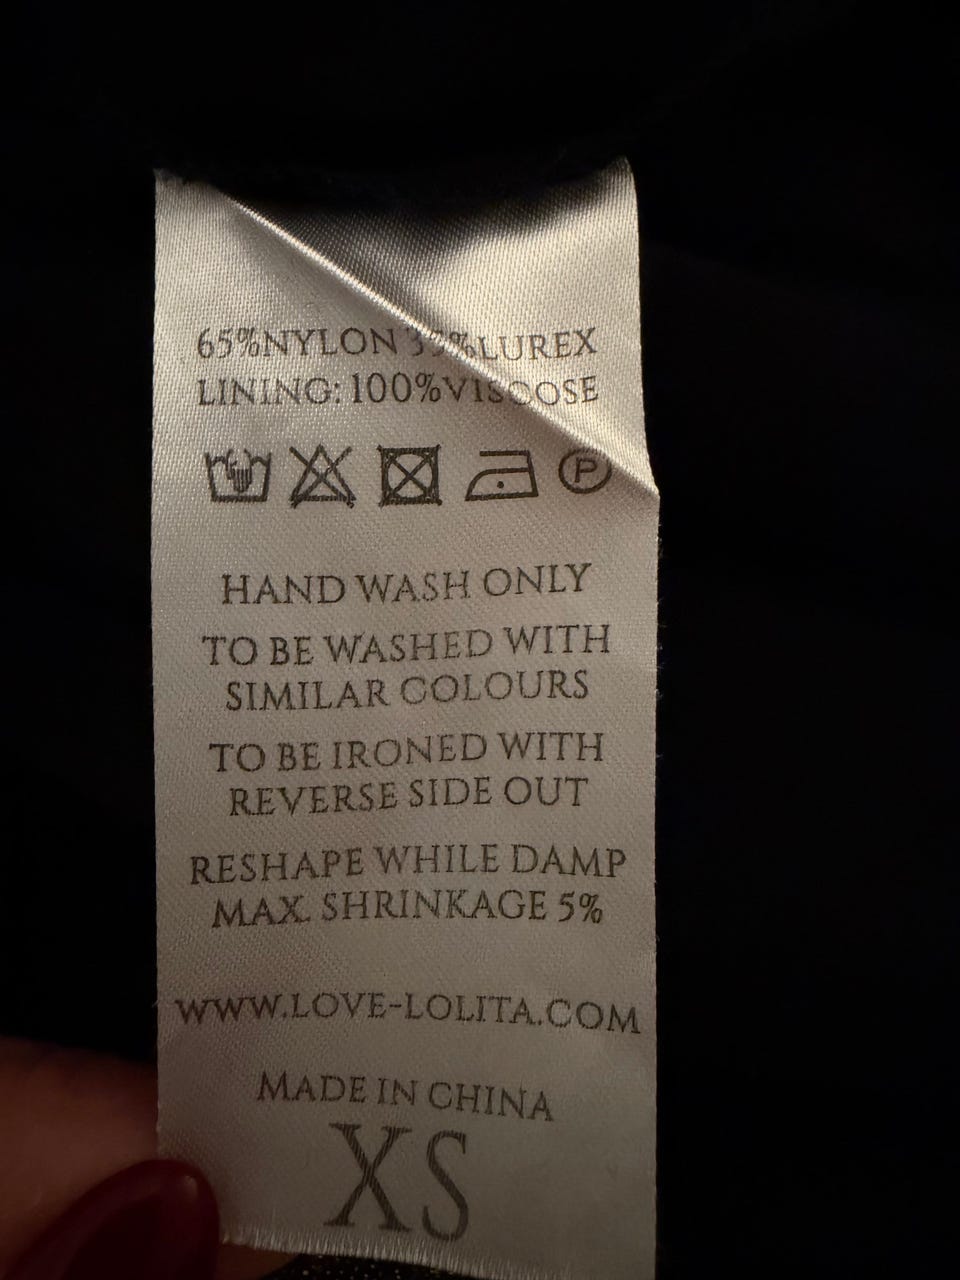 65%NYLON 35%LUREX
LINING: 100%VISCOSE
P
HAND WASH ONLY
TO BE WASHED WITH
SIMILAR COLOURS
TO BE IRONED WITH
REVERSE SIDE OUT
RESHAPE WHILE DAMP
MAX. SHRINKAGE 5%
WWW.LOVE-LOLITA.COM
MADE IN CHINA
XS